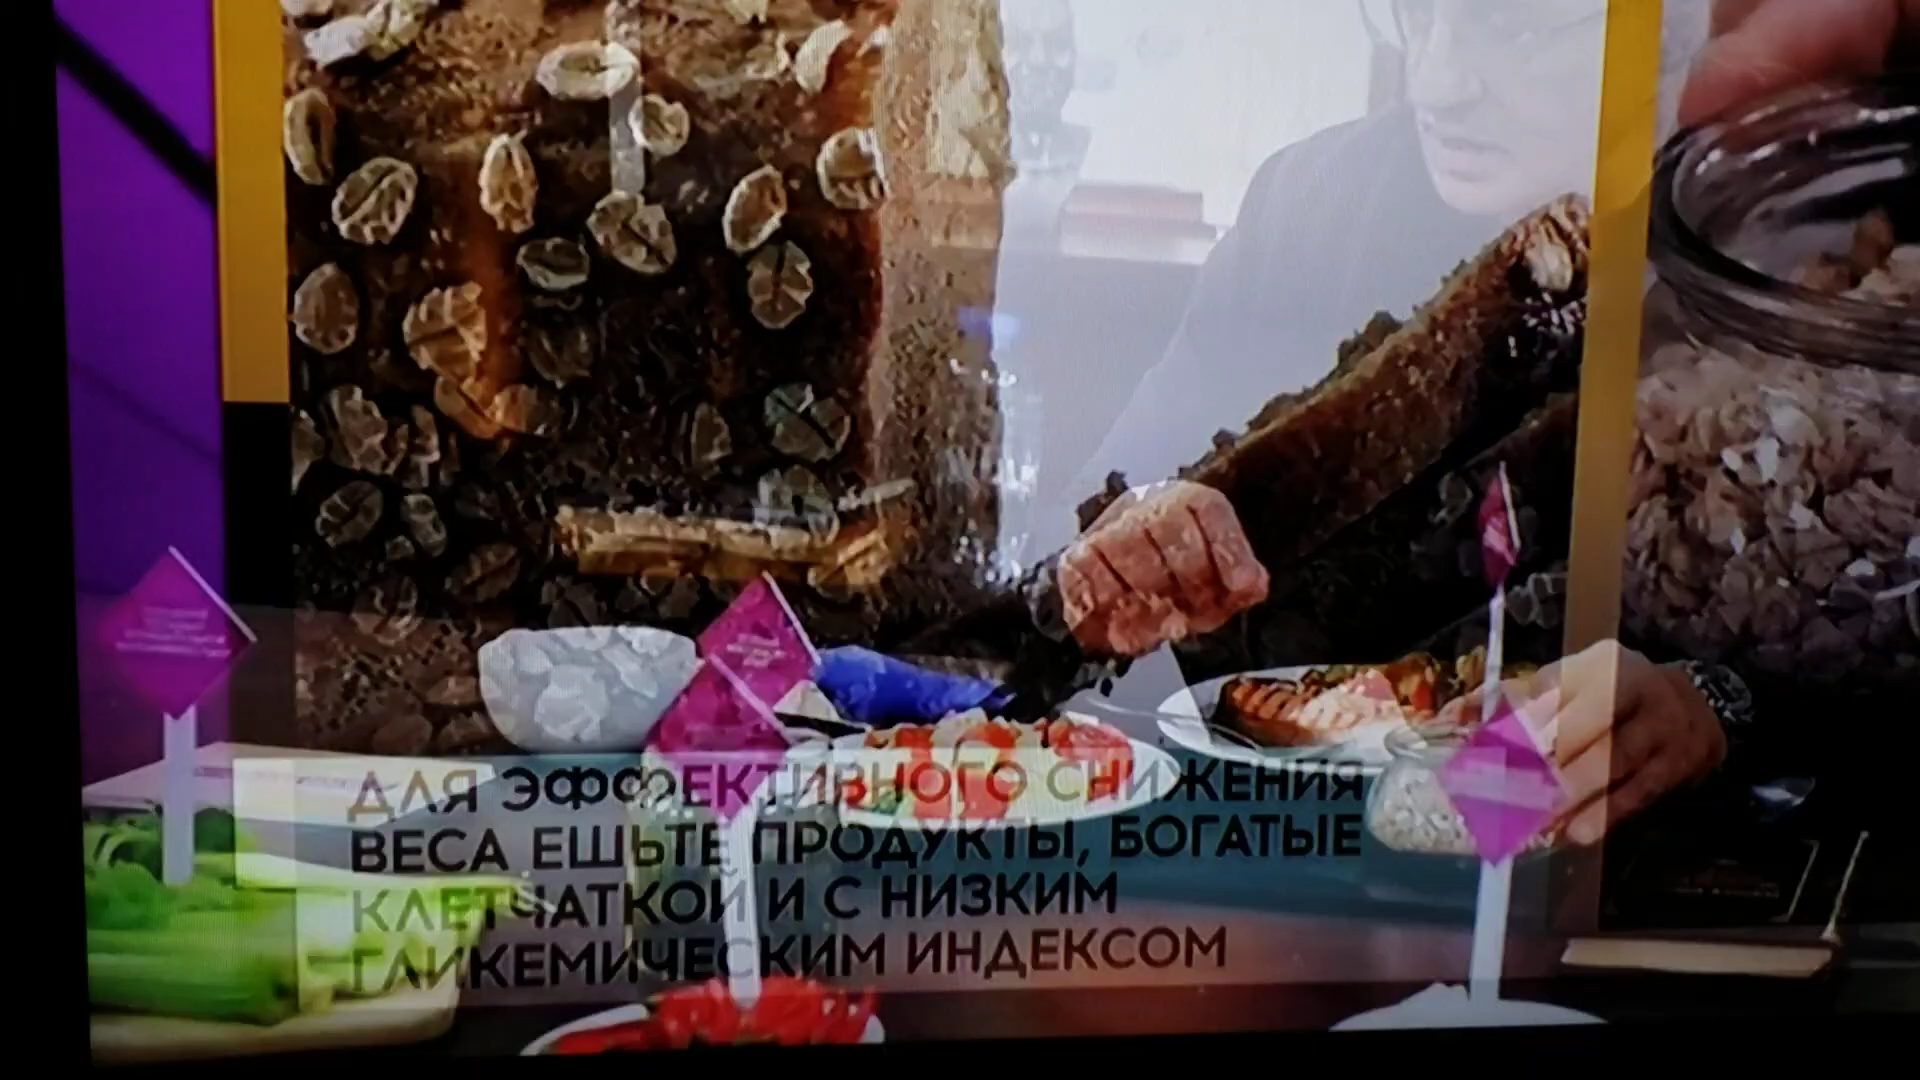 ДЛЯ ЭФФЕКТИВНОГО СНИЖЕНИЯ
ВЕСА ЕШЬТЕ ПРОДУКТЫ, БОГАТЫЕ
КЛЕТЧАТКОЙ И С НИЗКИМ
ГЛИКЕМИЧЕСКИМ ИНДЕКСОМ